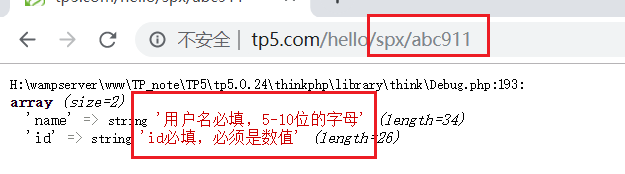 tp5.com/hello/spx/abc911
不安全 | tp5.com/hello/spx/abc911
H:\wampserver\www\TP_note\TP5\tp5.0.24\thinkphp\library\think\Debug.php:193:
array (size=2)
'name' => string '用户名必填，5-10位的字母' (length=34)
'id' => string 'id必填，必须是数值' (length=26)